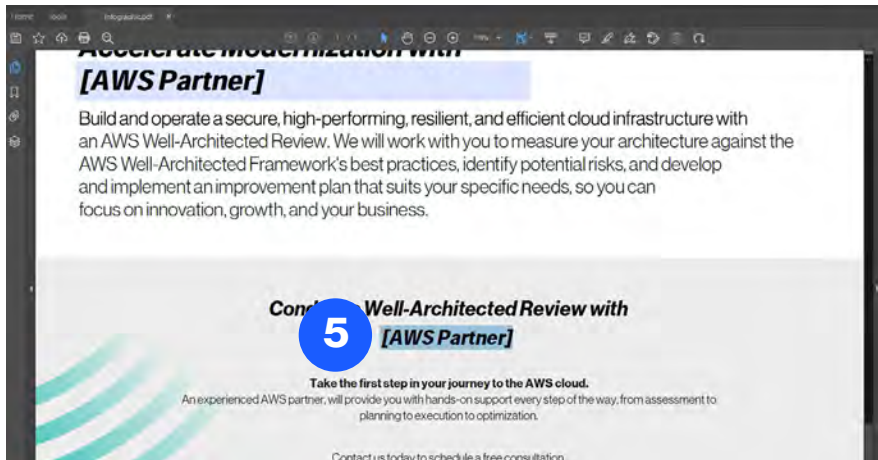 Home Tools Infographic.pdf ×
Accelerate Modernization with
[AWS Partner]
Build and operate a secure, high-performing, resilient, and efficient cloud infrastructure with
an AWS Well-Architected Review. We will work with you to measure your architecture against the
AWS Well-Architected Framework's best practices, identify potential risks, and develop
and implement an improvement plan that suits your specific needs, so you can
focus on innovation, growth, and your business.
Well-Architected Review with
5
[AWS Partner]
Take the first step in your journey to the AWS cloud.
An experienced AWS partner, will provide you with hands-on support every step of the way, from assessment to
planning to execution to optimization.
Contact us today to schedule a free consultation